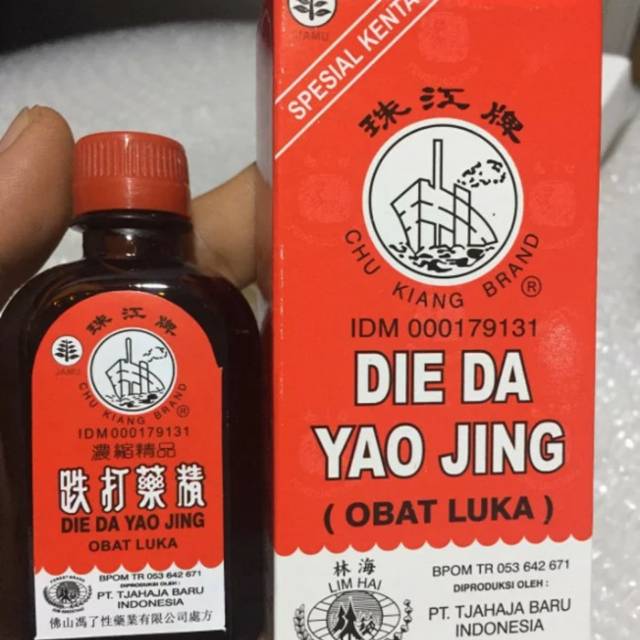 珠江牌
JAMU
CHU KIANG BRAND ®
IDM000179131
濃縮精品
跌打藥精
DIE DA YAO JING
OBAT LUKA
BPOM TR 053 642 671
DIPRODUKSI OLEH :
PT. TJAHAJA BARU
INDONESIA
佛山馮了性藥業有限公司處方
JAMU
SPESIAL KENTA
珠江牌
CHU KIANG BRAND ®
IDM 000179131
DIE DA
YAO JING
( OBAT LUKA )
林海
LIM HAI
BPOM TR 053 642 671
DIPRODUKSI OLEH :
PT. TJAHAJA BARU
INDONESIA